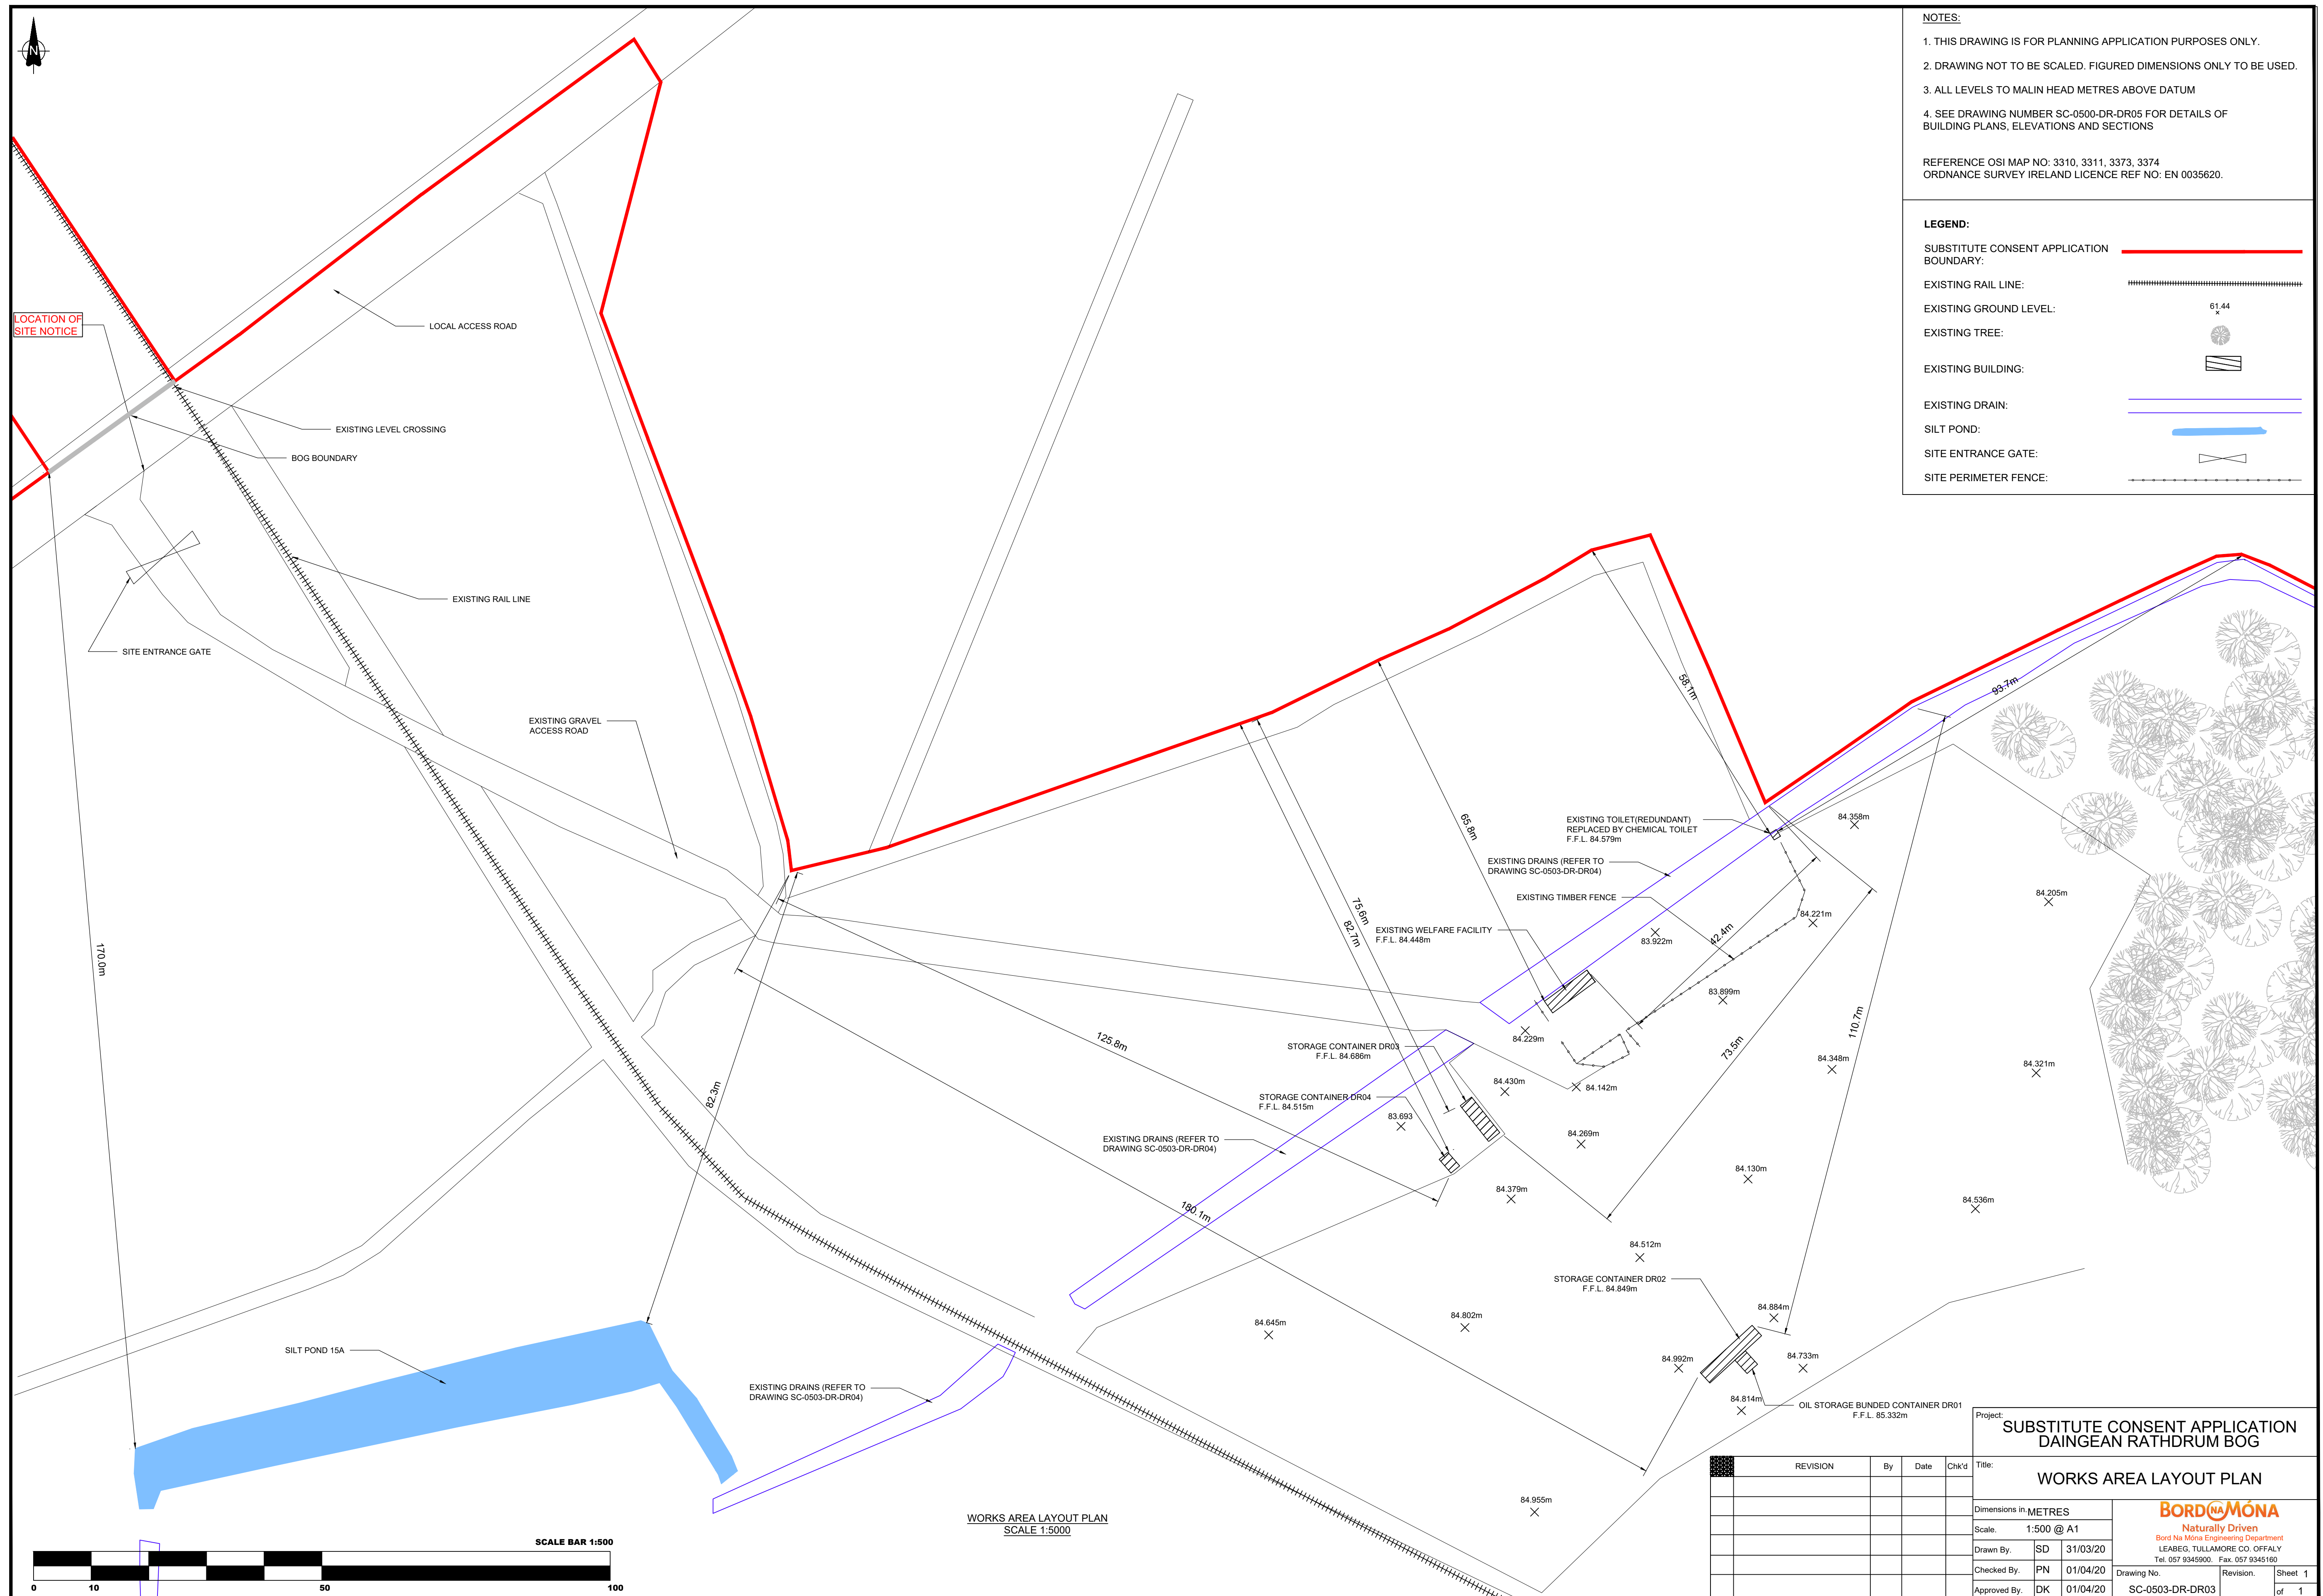 N
NOTES:
1. THIS DRAWING IS FOR PLANNING APPLICATION PURPOSES ONLY.
2. DRAWING NOT TO BE SCALED. FIGURED DIMENSIONS ONLY TO BE USED.
3. ALL LEVELS TO MALIN HEAD METRES ABOVE DATUM
4. SEE DRAWING NUMBER SC-0500-DR-DR05 FOR DETAILS OF
BUILDING PLANS, ELEVATIONS AND SECTIONS
REFERENCE OSI MAP NO: 3310, 3311, 3373, 3374
ORDNANCE SURVEY IRELAND LICENCE REF NO: EN 0035620.
LEGEND:
SUBSTITUTE CONSENT APPLICATION
BOUNDARY:
EXISTING RAIL LINE:
EXISTING GROUND LEVEL:
61.44
EXISTING TREE:
EXISTING BUILDING:
EXISTING DRAIN:
SILT POND:
SITE ENTRANCE GATE:
SITE PERIMETER FENCE:
LOCATION OF
SITE NOTICE
LOCAL ACCESS ROAD
EXISTING LEVEL CROSSING
BOG BOUNDARY
EXISTING RAIL LINE
SITE ENTRANCE GATE
EXISTING GRAVEL
ACCESS ROAD
58.1m
93.7m
65.8m
EXISTING TOILET(REDUNDANT)
REPLACED BY CHEMICAL TOILET
F.F.L. 84.579m
84.358m
EXISTING DRAINS (REFER TO
DRAWING SC-0503-DR-DR04)
EXISTING TIMBER FENCE
84.205m
75.6m
82.7m
84.221m
EXISTING WELFARE FACILITY
F.F.L. 84.448m
83.922m
42.4m
170.0m
83.899m
125.8m
84.229m
STORAGE CONTAINER DR03
F.F.L. 84.686m
73.5m
110.7m
84.348m
84.321m
84.430m
84.142m
82.3m
STORAGE CONTAINER DR04
F.F.L. 84.515m
83.693
84.269m
EXISTING DRAINS (REFER TO
DRAWING SC-0503-DR-DR04)
84.130m
84.379m
84.536m
180.1m
84.512m
STORAGE CONTAINER DR02
F.F.L. 84.849m
84.645m
84.802m
84.884m
SILT POND 15A
84.992m
84.733m
EXISTING DRAINS (REFER TO
DRAWING SC-0503-DR-DR04)
84.814m
OIL STORAGE BUNDED CONTAINER DR01
F.F.L. 85.332m
84.955m
WORKS AREA LAYOUT PLAN
SCALE 1:5000
SCALE BAR 1:500
0 10 50 100
REVISION By Date Chk'd
Project:
SUBSTITUTE CONSENT APPLICATION
DAINGEAN RATHDRUM BOG
Title:
WORKS AREA LAYOUT PLAN
Dimensions in. METRES
Scale. 1:500 @ A1
Drawn By. SD 31/03/20
Checked By. PN 01/04/20
Approved By. DK 01/04/20
BORD NA MÓNA
Naturally Driven
Bord Na Móna Engineering Department
LEABEG, TULLAMORE CO. OFFALY
Tel. 057 9345900. Fax. 057 9345160
Drawing No.
SC-0503-DR-DR03
Revision.
Sheet 1
of 1